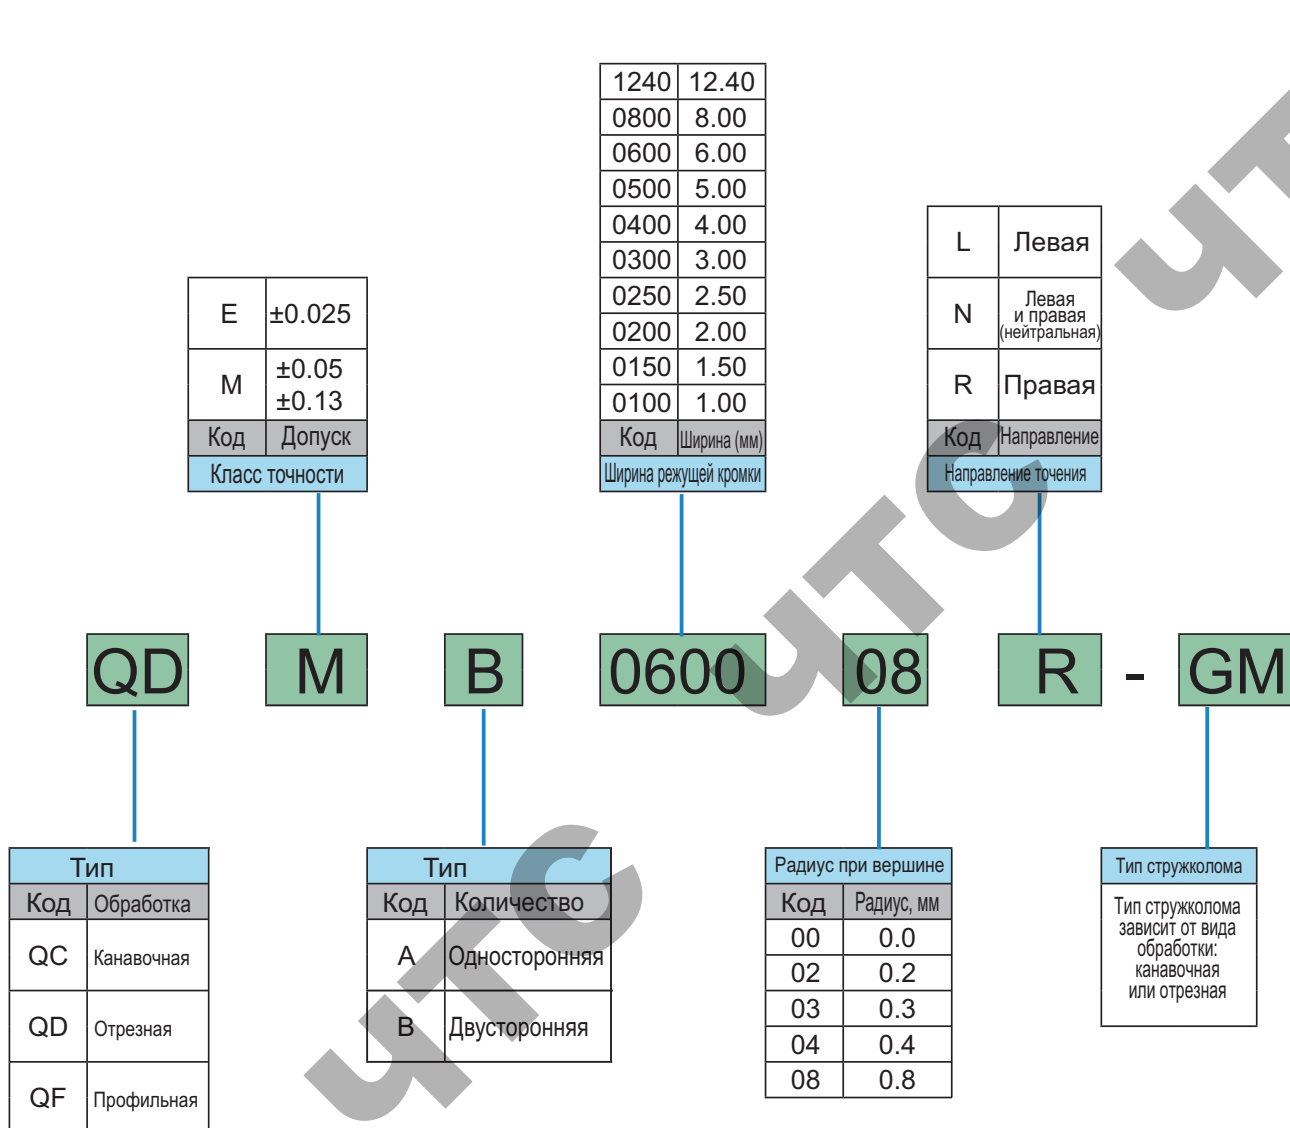 1240 12.40
0800 8.00
0600 6.00
0500 5.00
0400 4.00
0300 3.00
0250 2.50
0200 2.00
0150 1.50
0100 1.00
Код Ширина (мм)
Ширина режущей кромки
E ±0.025
M ±0.05
±0.13
Код Допуск
Класс точности
L Левая
N Левая
и правая
(нейтральная)
R Правая
Код Направление
Направление точения
QD M B 0600 08 R - GM
Тип
Код Обработка
QC Канавочная
QD Отрезная
QF Профильная
Тип
Код Количество
A Односторонняя
B Двусторонняя
Радиус при вершине
Код Радиус, мм
00 0.0
02 0.2
03 0.3
04 0.4
08 0.8
Тип стружколома
Тип стружколома
зависит от вида
обработки:
канавочная
или отрезная
чтс
чтс
чт